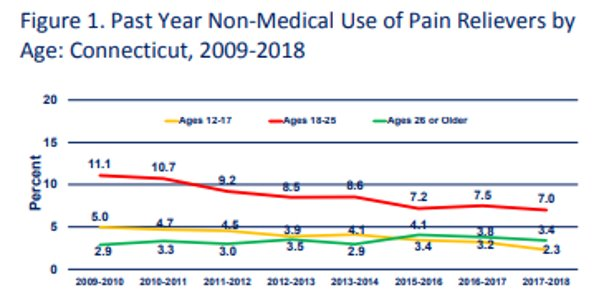 Figure 1. Past Year Non-Medical Use of Pain Relievers by
Age: Connecticut, 2009-2018
20
Ages 12-17 Ages 18-25 Ages 26 or Older
15
Percent
11.1 10.7 9.2 8.5 8.6 7.2 7.5 7.0
10
5.0 4.7 4.5 3.9 4.1 4.1 3.8 3.4
5
2.9 3.3 3.0 3.5 2.9 3.4 3.2 2.3
0
2009-2010 2010-2011 2011-2012 2012-2013 2013-2014 2015-2016 2016-2017 2017-2018